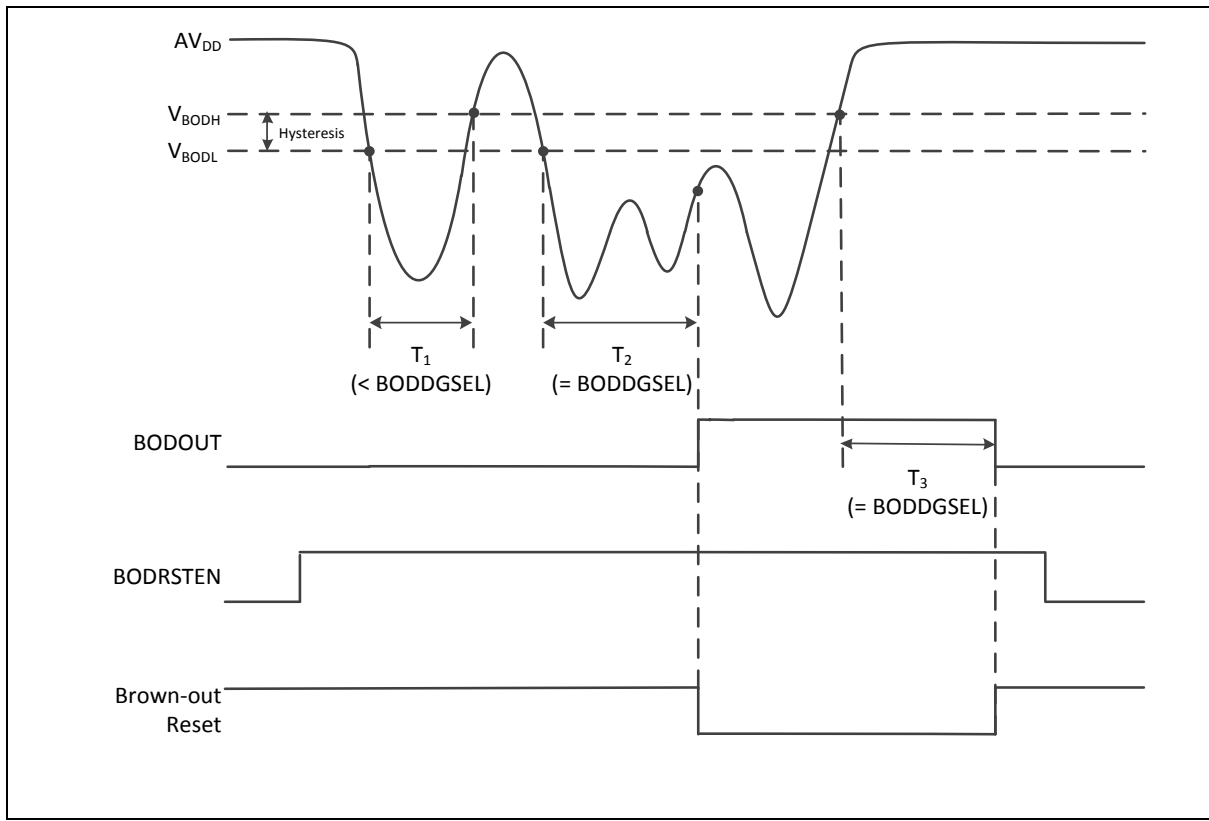 AVDD
VBODH
Hysteresis
VBODL
T1
(< BODDGSEL)
T2
(= BODDGSEL)
BODOUT
T3
(= BODDGSEL)
BODRSTEN
Brown-out
Reset